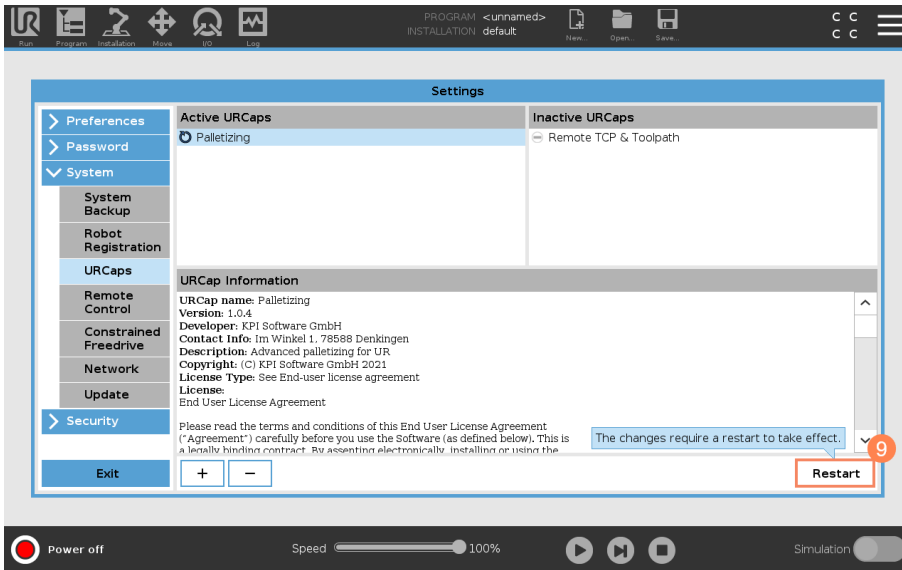 PROGRAM <unnamed>
INSTALLATION default
UR
Run
Program
Installation
Move
I/O
Log
New...
Open...
Save...
C C
C C
Settings
Preferences
Password
System
System
Backup
Robot
Registration
URCaps
Remote
Control
Constrained
Freedrive
Network
Update
Security
Exit
Active URCaps
Palletizing
Inactive URCaps
Remote TCP & Toolpath
URCap Information
URCap name: Palletizing
Version: 1.0.4
Developer: KPI Software GmbH
Contact Info: Im Winkel 1, 78588 Denkingen
Description: Advanced palletizing for UR
Copyright: (C) KPI Software GmbH 2021
License Type: See End-user license agreement
License:
End User License Agreement
Please read the terms and conditions of this End User License Agreement
("Agreement") carefully before you use the Software (as defined below). This is
a legally binding contract. By assenting electronically, installing or using the
The changes require a restart to take effect.
9
+
−
Restart
Power off
Speed
100%
Simulation